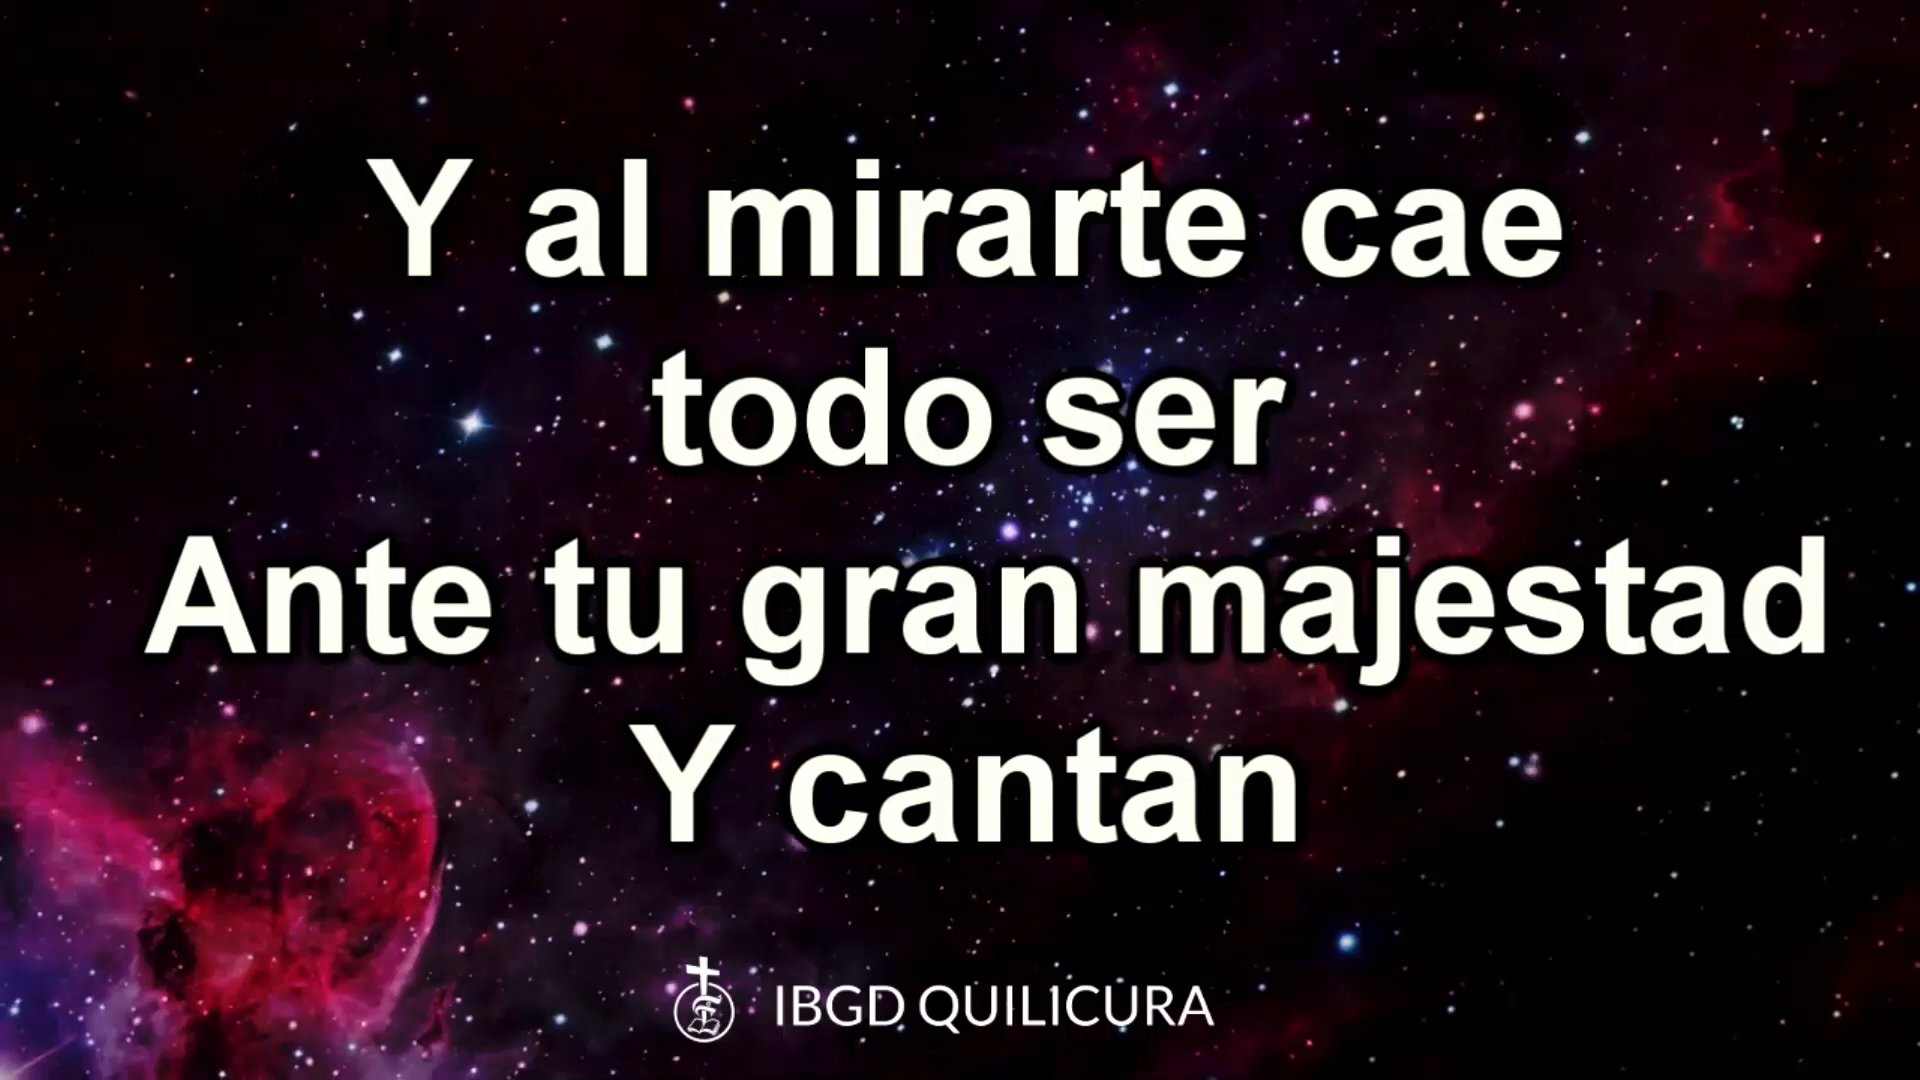 Y al mirarte cae
todo ser
Ante tu gran majestad
Y cantan
IBGD QUILICURA